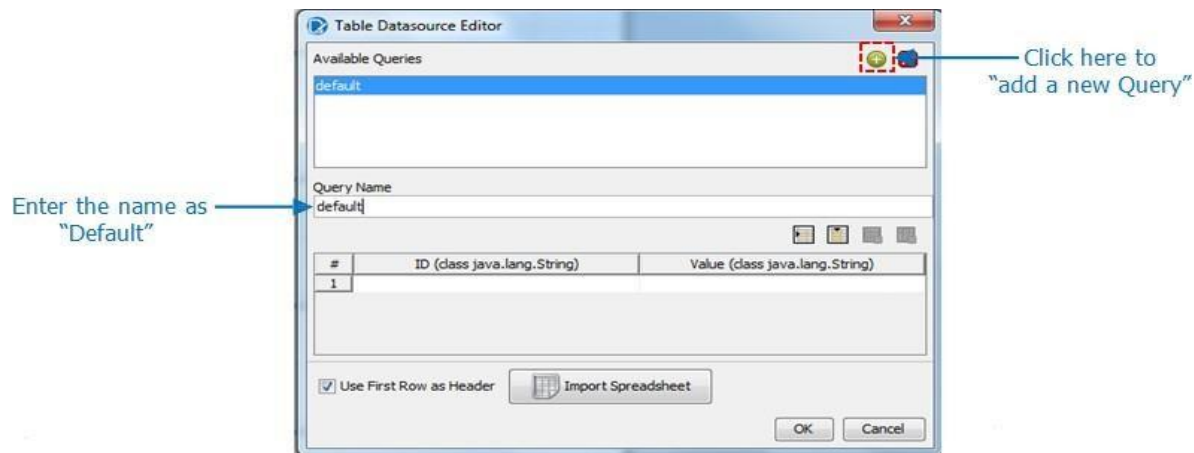 Table Datasource Editor
Available Queries
Click here to
“add a new Query”
default
Query Name
Enter the name as
“Default”
default
# ID (class java.lang.String) Value (class java.lang.String)
1
Use First Row as Header Import Spreadsheet
OK Cancel